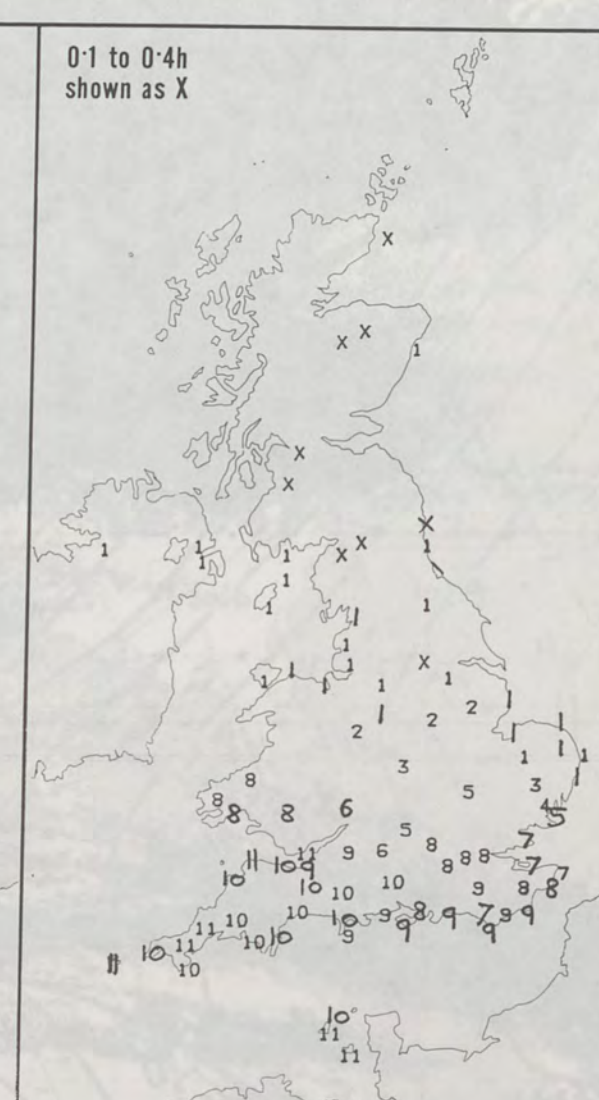 0·1 to 0·4h
shown as X
X
X X
1
X
X
X
1 1 1 X X 1
1
1
1 1 1
1
1 X
1 1 1 1 1
1
1 2 2 1 1
2 1
3 1 1 1
8 5 3
8 8 8 6 4 5
5
11 11 9 6 8 8 8 8 7
10 10 9 7 7
10 10 10 9 8 8
10 10 10 9 8 9 7 9 9
11 11 10 10 9 9 9
11 10 10
10
11
11